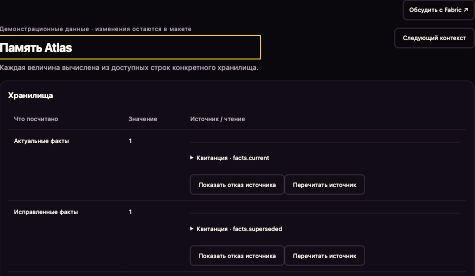 Обсудить с Fabric ↗
Демонстрационные данные · изменения остаются в макете
Память Atlas
Следующий контекст
Каждая величина вычислена из доступных строк конкретного хранилища.
Хранилища
Что посчитано Значение Источник / чтение
Актуальные факты 1
▸ Квитанция · facts.current
Показать отказ источника Перечитать источник
Исправленные факты 1
▸ Квитанция · facts.superseded
Показать отказ источника Перечитать источник